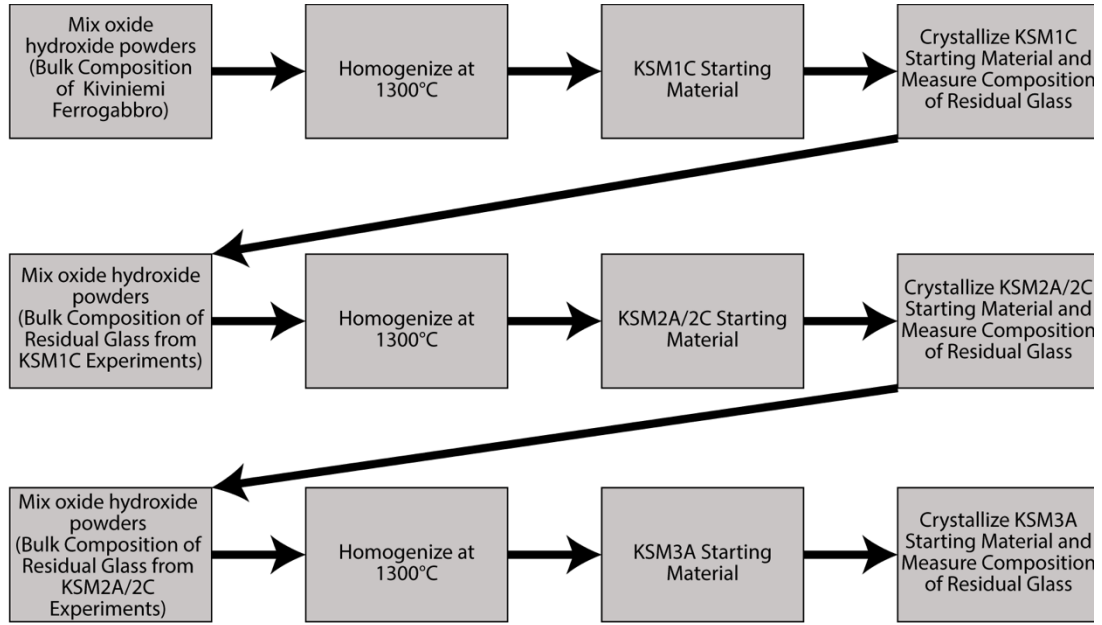 Mix oxide
hydroxide powders
(Bulk Composition
of Kiviniemi
Ferrogabbro)
Homogenize at
1300°C
KSM1C Starting
Material
Crystallize KSM1C
Starting Material and
Measure Composition
of Residual Glass
Mix oxide hydroxide
powders
(Bulk Composition of
Residual Glass from
KSM1C Experiments)
Homogenize at
1300°C
KSM2A/2C Starting
Material
Crystallize KSM2A/2C
Starting Material and
Measure Composition
of Residual Glass
Mix oxide hydroxide
powders
(Bulk Composition of
Residual Glass from
KSM2A/2C
Experiments)
Homogenize at
1300°C
KSM3A Starting
Material
Crystallize KSM3A
Starting Material and
Measure Composition
of Residual Glass